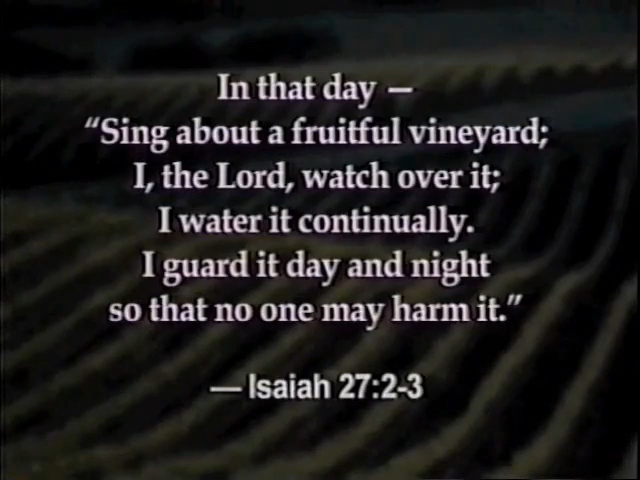 In that day —
“Sing about a fruitful vineyard;
I, the Lord, watch over it;
I water it continually.
I guard it day and night
so that no one may harm it.”
— Isaiah 27:2-3